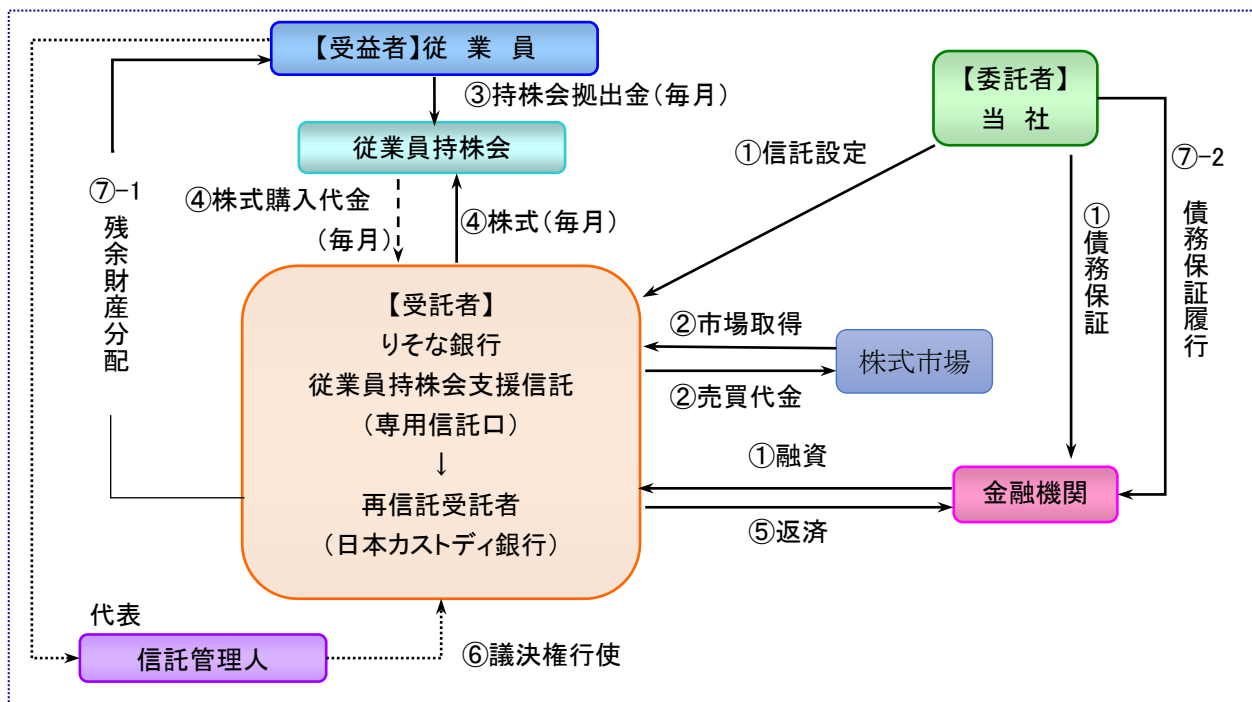 【受益者】従 業 員
③持株会拠出金(毎月)
【委託者】
当 社
従業員持株会
①信託設定
⑦-1
残余財産分配
④株式購入代金
(毎月)
④株式(毎月)
①債務保証
⑦-2
債務保証履行
【受託者】
りそな銀行
従業員持株会支援信託
(専用信託口)
↓
再信託受託者
(日本カストディ銀行)
②市場取得
株式市場
②売買代金
①融資
金融機関
⑤返済
代表
信託管理人
⑥議決権行使